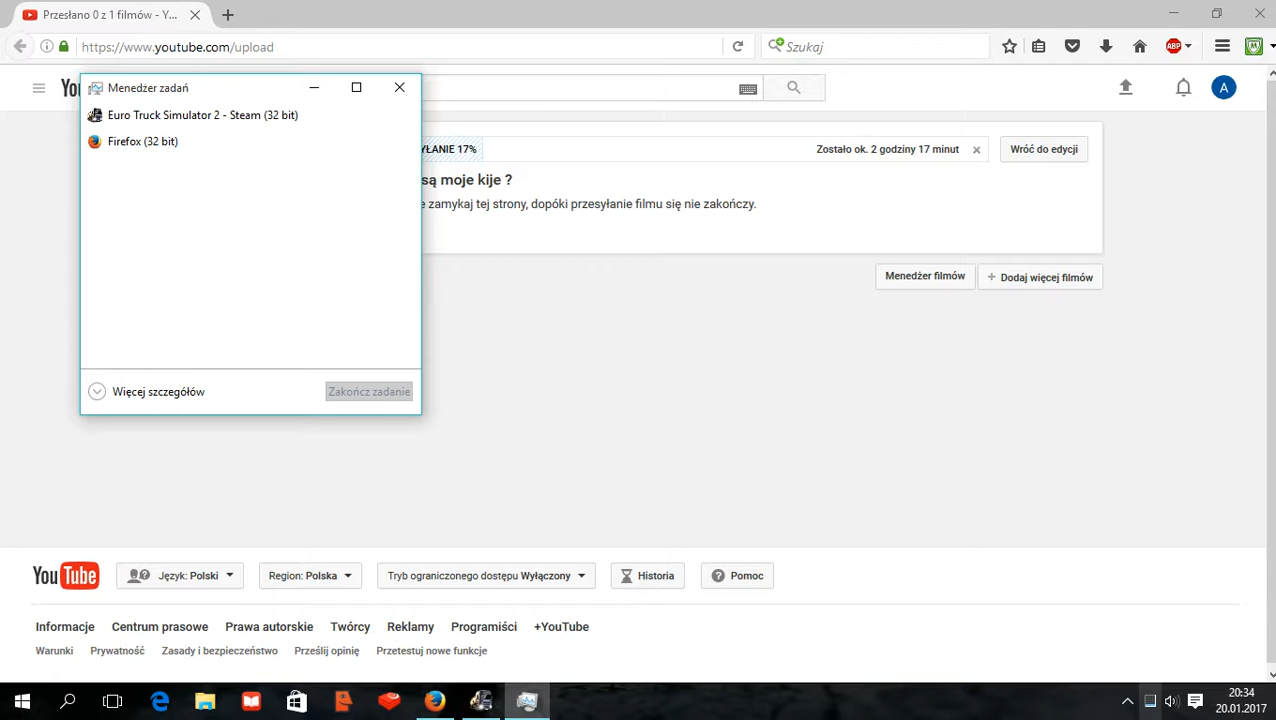 Przesłano 0 z 1 filmów - Y...
https://www.youtube.com/upload
Szukaj
ABP
Yo
A
Menedżer zadań
Euro Truck Simulator 2 - Steam (32 bit)
Firefox (32 bit)
Więcej szczegółów
Zakończ zadanie
YŁANIE 17%
Zostało ok. 2 godziny 17 minut
Wróć do edycji
są moje kije ?
e zamykaj tej strony, dopóki przesyłanie filmu się nie zakończy.
Menedżer filmów
+ Dodaj więcej filmów
YouTube
Język: Polski
Region: Polska
Tryb ograniczonego dostępu Wyłączony
Historia
Pomoc
Informacje Centrum prasowe Prawa autorskie Twórcy Reklamy Programiści +YouTube
Warunki Prywatność Zasady i bezpieczeństwo Prześlij opinię Przetestuj nowe funkcje
20:34
20.01.2017